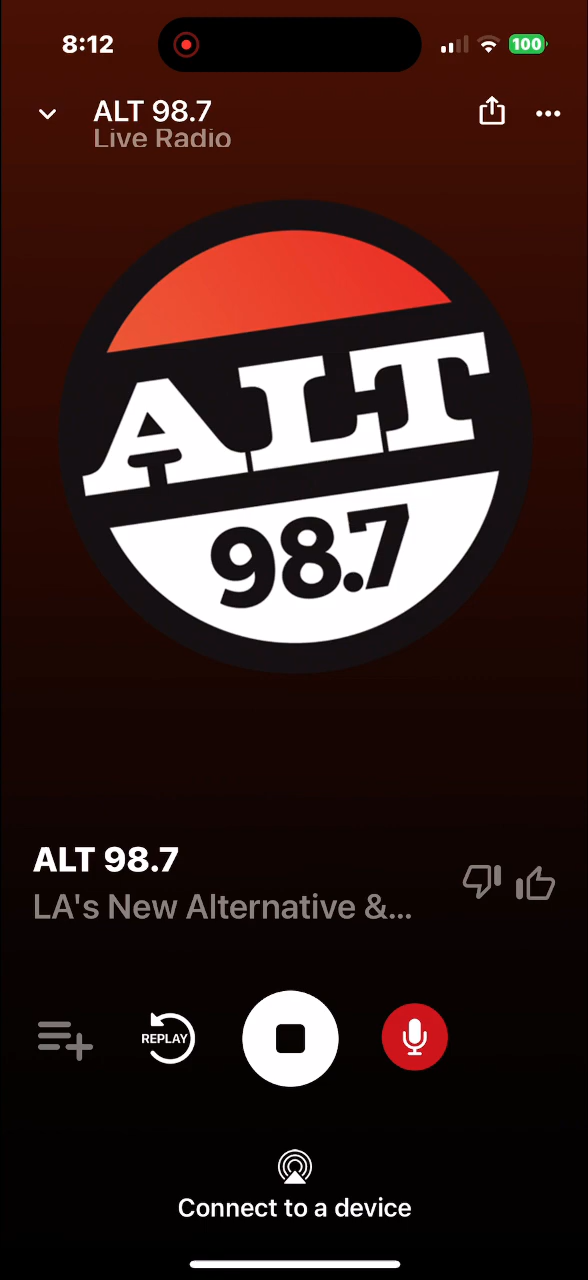 8:12
100
ALT 98.7
Live Radio
ALT
98.7
ALT 98.7
LA's New Alternative &...
REPLAY
Connect to a device